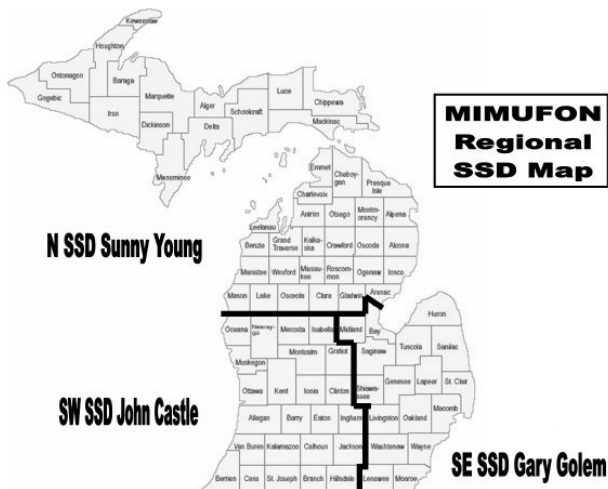 Keweenaw
Houghton
Ontonagon
Baraga
Gogebic
Marquette
Iron
Dickinson
Menominee
Alger
Delta
Schoolcraft
Luce
Chippewa
Mackinac
MIMUFON
Regional
SSD Map
Emmet
Cheboy-
gan
Presque
Isle
Charlevoix
Antrim
Otsego
Montm-
orency
Alpena
Leelanau
N SSD Sunny Young
Benzie
Grand
Traverse
Kalka-
ska
Crawford
Oscoda
Alcona
Manistee
Wexford
Missau-
kee
Roscom-
mon
Ogemaw
Iosco
Mason
Lake
Osceola
Clare
Gladwin
Arenac
Huron
Oceana
Neway-
go
Mecosta
Isabella
Midland
Bay
Tuscola
Sanilac
Muskegon
Montcalm
Gratiot
Saginaw
Genesee
Lapeer
St. Clair
Ottawa
Kent
Ionia
Clinton
Shiawa-
ssee
Macomb
SW SSD John Castle
Allegan
Barry
Eaton
Ingham
Livingston
Oakland
Van Buren
Kalamazoo
Calhoun
Jackson
Washtenaw
Wayne
SE SSD Gary Golem
Berrien
Cass
St. Joseph
Branch
Hillsdale
Lenawee
Monroe